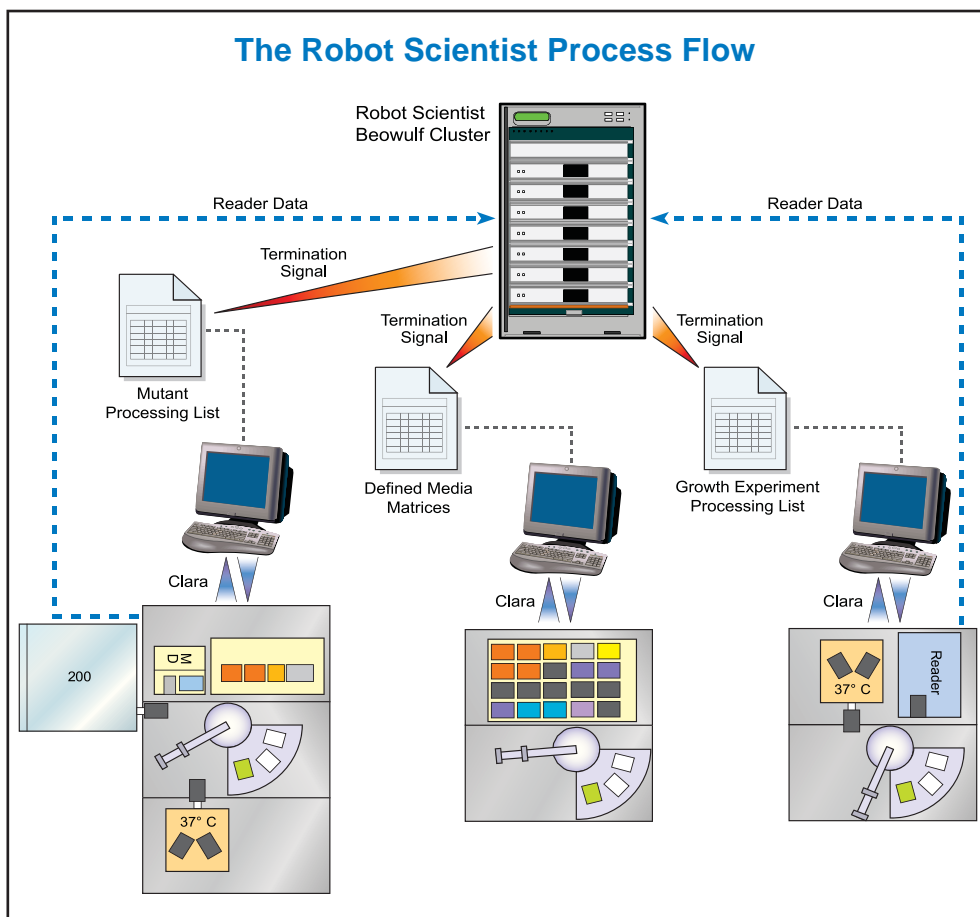 The Robot Scientist Process Flow
Robot Scientist
Beowulf Cluster
Reader Data
Reader Data
Termination
Signal
Termination
Signal
Termination
Signal
Mutant
Processing List
Defined Media
Matrices
Growth Experiment
Processing List
Clara
Clara
Clara
200
M
D
37° C
37° C
Reader